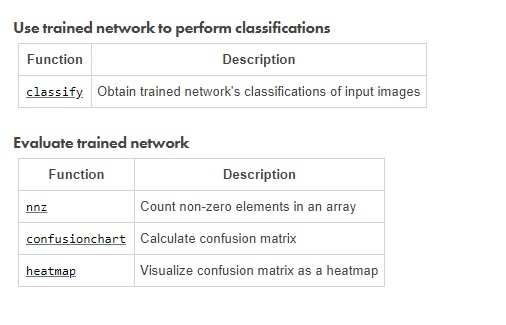 Use trained network to perform classifications
Function Description
classify Obtain trained network's classifications of input images
Evaluate trained network
Function Description
nnz Count non-zero elements in an array
confusionchart Calculate confusion matrix
heatmap Visualize confusion matrix as a heatmap